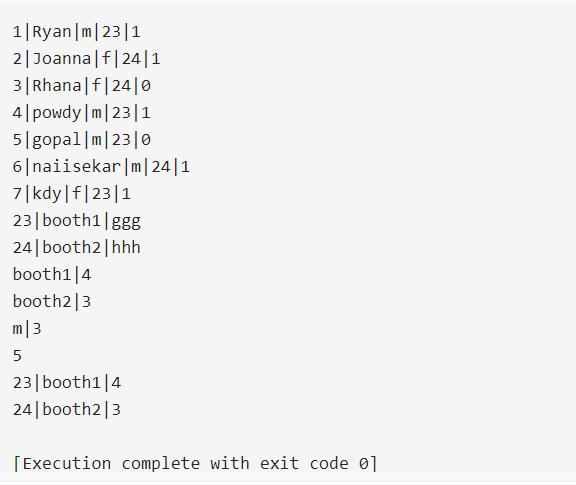 1|Ryan|m|23|1
2|Joanna|f|24|1
3|Rhana|f|24|0
4|powdy|m|23|1
5|gopal|m|23|0
6|naiisekar|m|24|1
7|kdy|f|23|1
23|booth1|ggg
24|booth2|hhh
booth1|4
booth2|3
m|3
5
23|booth1|4
24|booth2|3
[Execution complete with exit code 0]